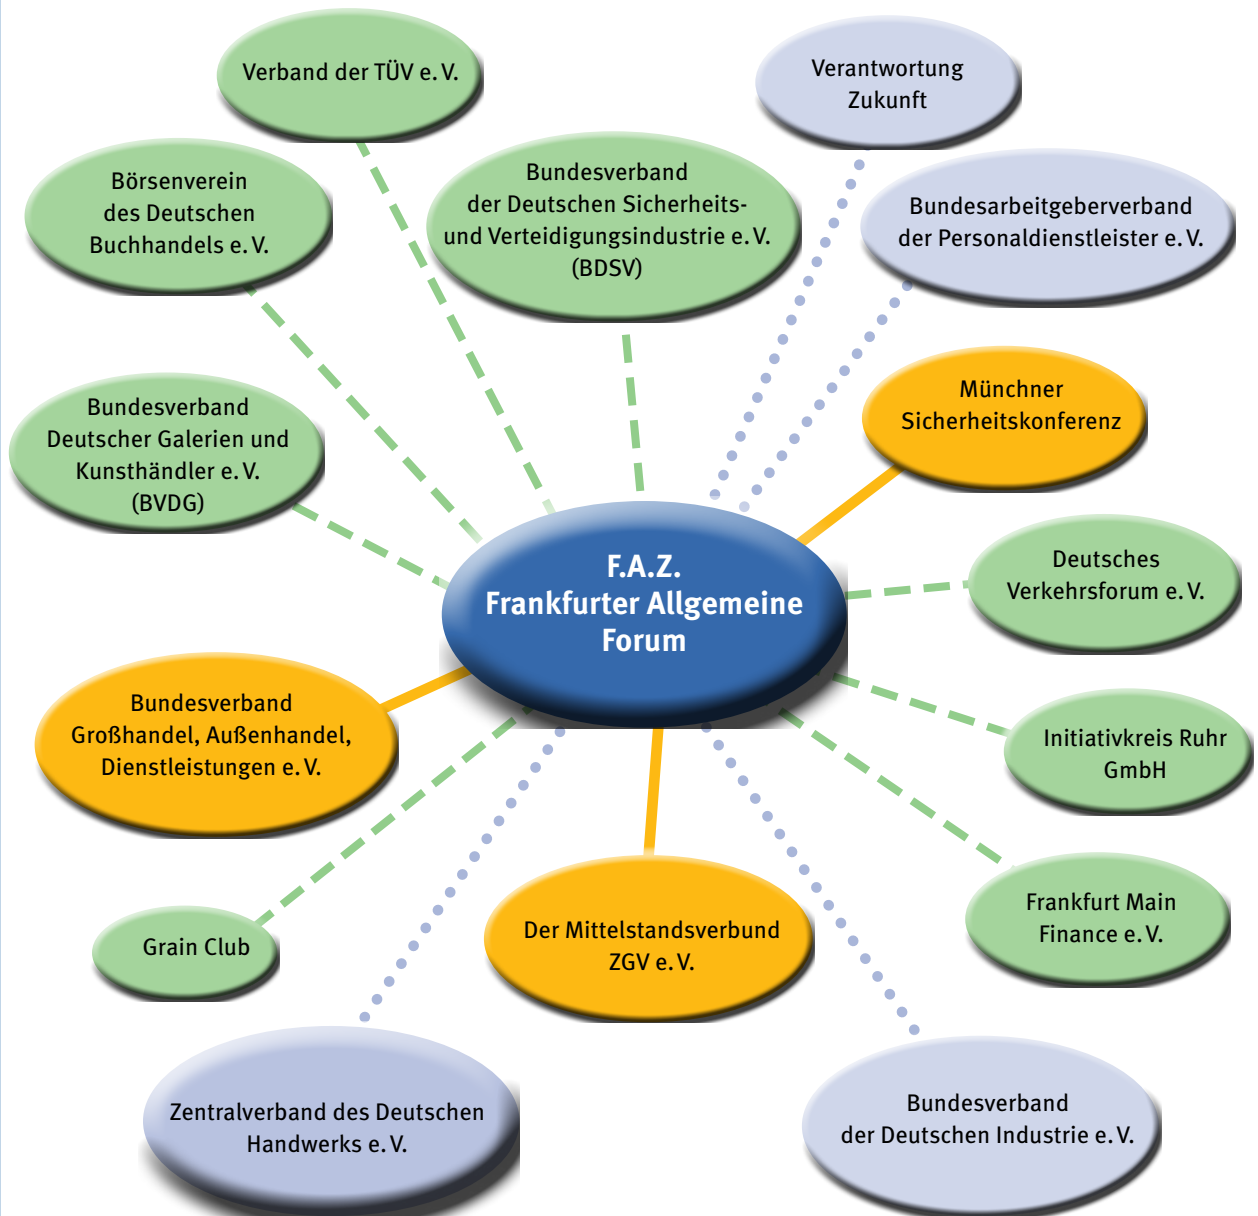 Verband der TÜV e. V.
Verantwortung
Zukunft
Börsenverein
des Deutschen
Buchhandels e. V.
Bundesverband
der Deutschen Sicherheits-
und Verteidigungsindustrie e. V.
(BDSV)
Bundesarbeitgeberverband
der Personaldienstleister e. V.
Bundesverband
Deutscher Galerien und
Kunsthändler e. V.
(BVDG)
Münchner
Sicherheitskonferenz
F.A.Z.
Frankfurter Allgemeine
Forum
Deutsches
Verkehrsforum e. V.
Bundesverband
Großhandel, Außenhandel,
Dienstleistungen e. V.
Initiativkreis Ruhr
GmbH
Grain Club
Der Mittelstandsverbund
ZGV e. V.
Frankfurt Main
Finance e. V.
Zentralverband des Deutschen
Handwerks e. V.
Bundesverband
der Deutschen Industrie e. V.